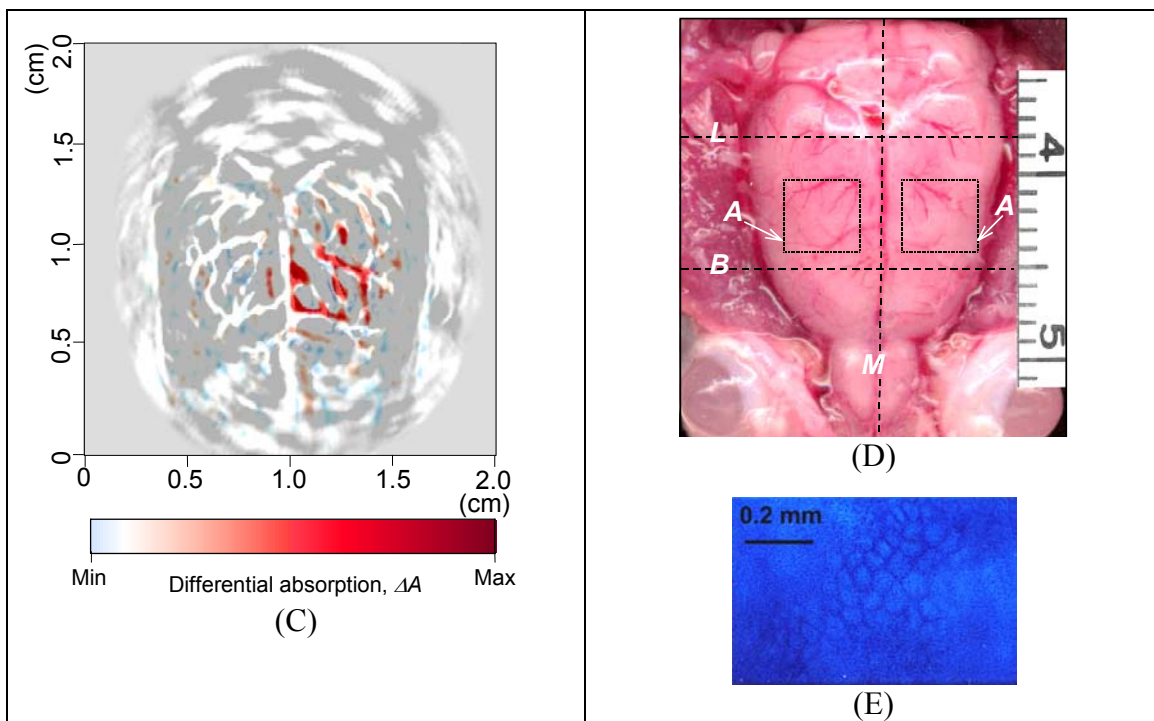 2.0
(cm)
1.5
1.0
0.5
0
0
0.5
1.0
1.5
2.0
(cm)
Min
Max
Differential absorption, ΔA
(C)
L
A
A
B
M
4
5
(D)
0.2 mm
(E)